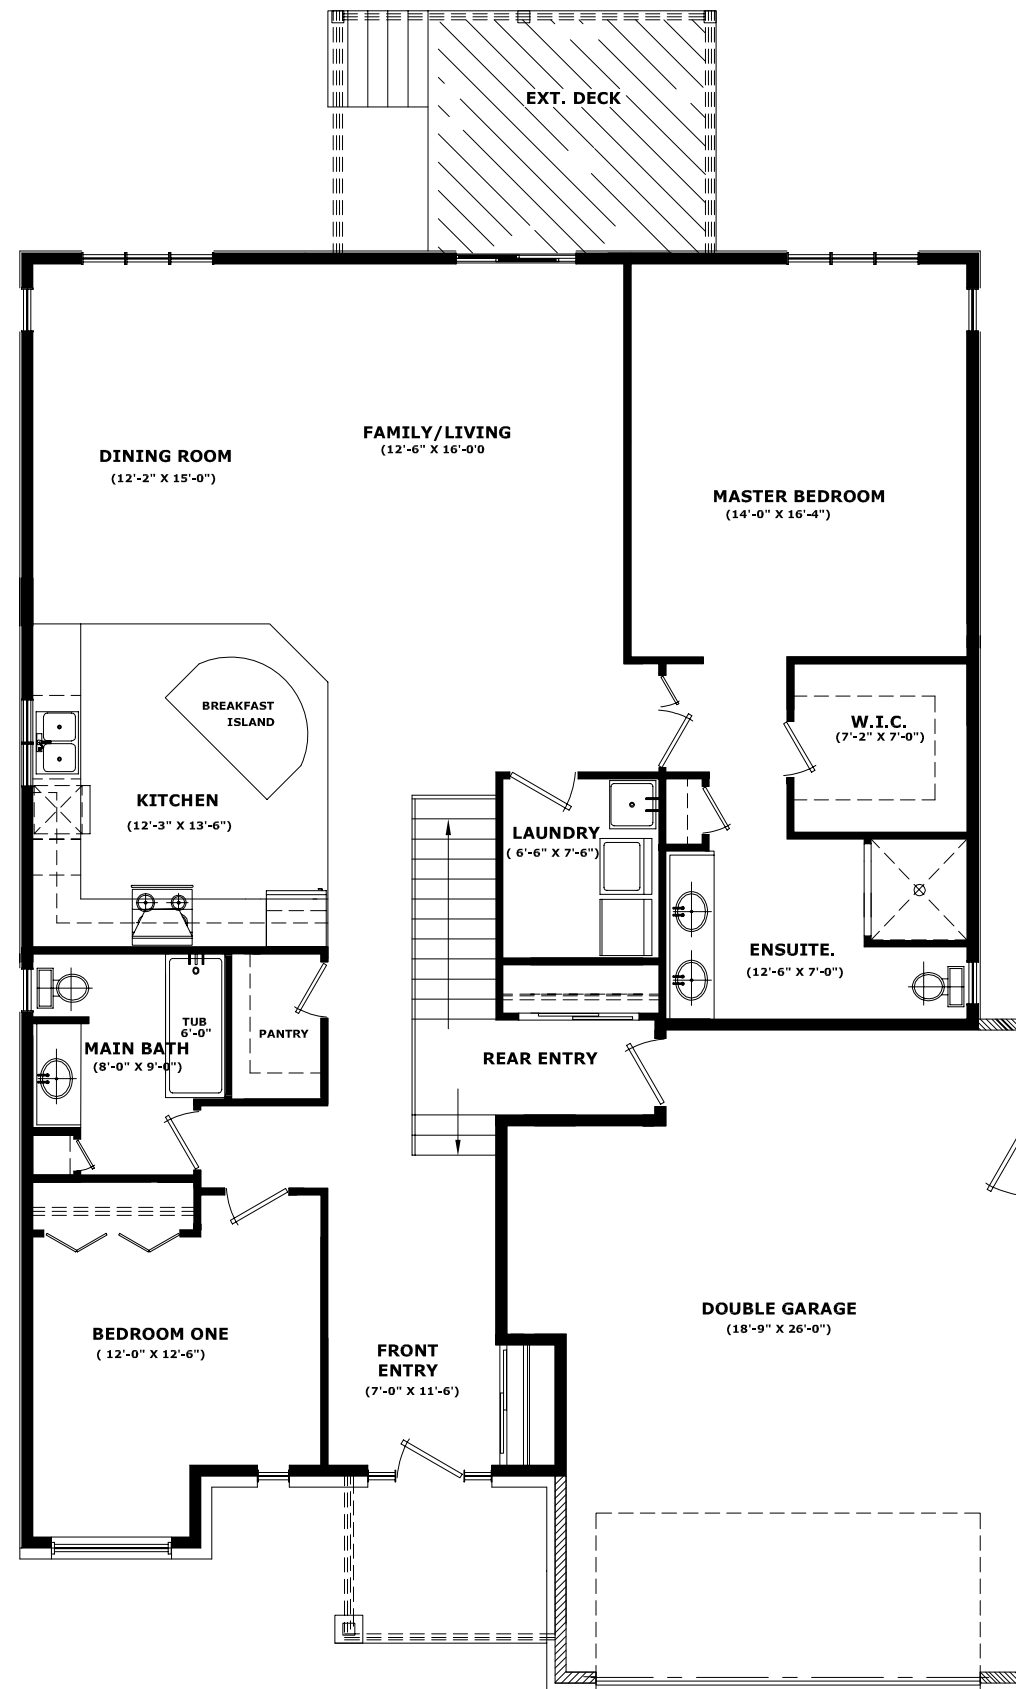 EXT. DECK
FAMILY/LIVING
(12'-6" X 16'-0'0
DINING ROOM
(12'-2" X 15'-0")
MASTER BEDROOM
(14'-0" X 16'-4")
BREAKFAST
ISLAND
W.I.C.
(7'-2" X 7'-0")
KITCHEN
(12'-3" X 13'-6")
LAUNDRY
( 6'-6" X 7'-6")
ENSUITE.
(12'-6" X 7'-0")
TUB
6'-0"
PANTRY
MAIN BATH
(8'-0" X 9'-0")
REAR ENTRY
DOUBLE GARAGE
(18'-9" X 26'-0")
BEDROOM ONE
( 12'-0" X 12'-6")
FRONT
ENTRY
(7'-0" X 11'-6')